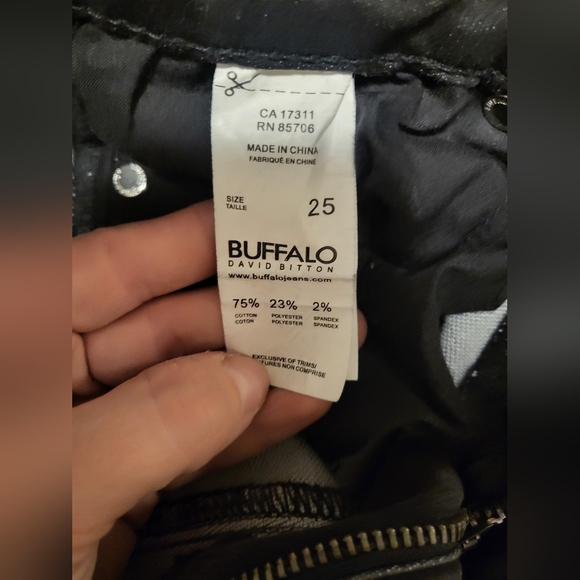 CA 17311
RN 85706
MADE IN CHINA
FABRIQUÉ EN CHINE
SIZE
TAILLE
25
BUFFALO
DAVID BITTON
www.buffalojeans.com
75% 23% 2%
COTTON POLYESTER SPANDEX
COTON POLYESTER SPANDEX
EXCLUSIVE OF TRIMS/
NON COMPRISE